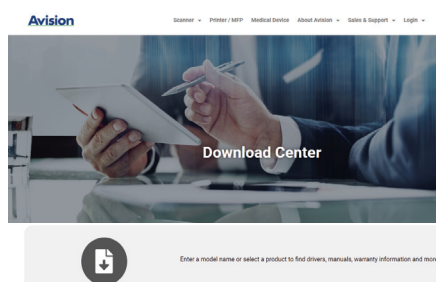 Avision
Scanner Printer / MFP Medical Device About Avision Sales & Support Login
Download Center
Enter a model name or select a product to find drivers, manuals, warranty information and more